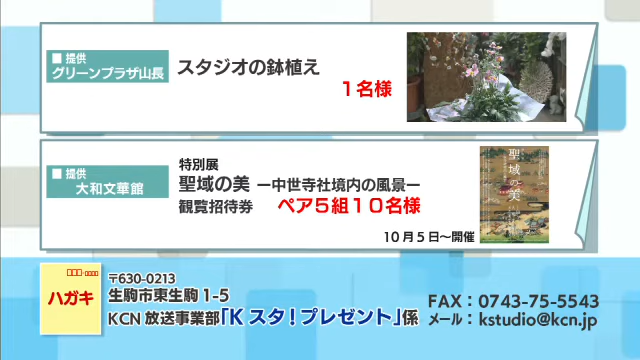 ■ 提供
グリーンプラザ山長
スタジオの鉢植え
１名様
■ 提供
大和文華館
特別展
聖域の美 ー中世寺社境内の風景ー
観覧招待券 ペア５組１０名様
１０月５日～開催
聖域の美
ハガキ
〒630-0213
生駒市東生駒 1-5
KCN 放送事業部「K スタ！プレゼント」係
FAX：0743-75-5543
メール：kstudio@kcn.jp